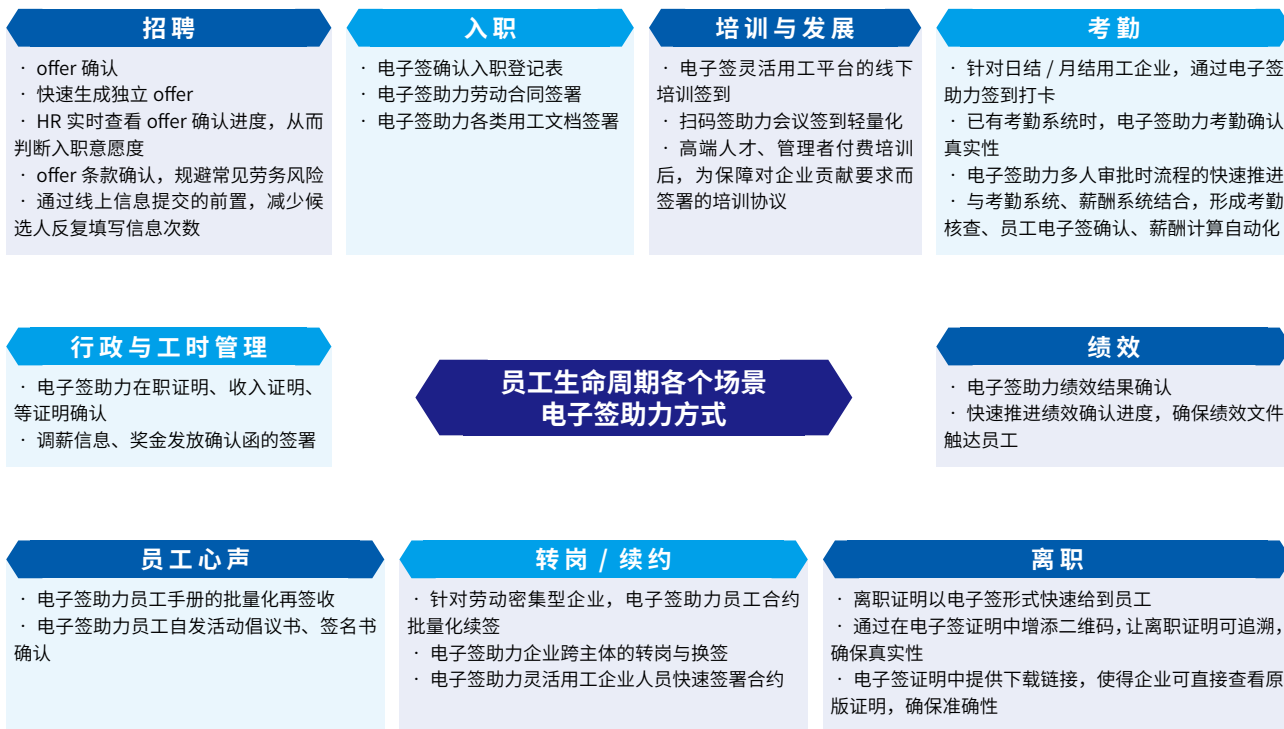 招聘
· offer 确认
· 快速生成独立 offer
· HR 实时查看 offer 确认进度，从而
判断入职意愿度
· offer 条款确认，规避常见劳务风险
· 通过线上信息提交的前置，减少候
选人反复填写信息次数
入职
· 电子签确认入职登记表
· 电子签助力劳动合同签署
· 电子签助力各类用工文档签署
培训与发展
· 电子签灵活用工平台的线下
培训签到
· 扫码签助力会议签到轻量化
· 高端人才、管理者付费培训
后，为保障对企业贡献要求而
签署的培训协议
考勤
· 针对日结 / 月结用工企业，通过电子签
助力签到打卡
· 已有考勤系统时，电子签助力考勤确认
真实性
· 电子签助力多人审批时流程的快速推进
· 与考勤系统、薪酬系统结合，形成考勤
核查、员工电子签确认、薪酬计算自动化
行政与工时管理
· 电子签助力在职证明、收入证明、
等证明确认
· 调薪信息、奖金发放确认函的签署
员工生命周期各个场景
电子签助力方式
绩效
· 电子签助力绩效结果确认
· 快速推进绩效确认进度，确保绩效文件
触达员工
员工心声
· 电子签助力员工手册的批量化再签收
· 电子签助力员工自发活动倡议书、签名书
确认
转岗 / 续约
· 针对劳动密集型企业，电子签助力员工合约
批量化续签
· 电子签助力企业跨主体的转岗与换签
· 电子签助力灵活用工企业人员快速签署合约
离职
· 离职证明以电子签形式快速给到员工
· 通过在电子签证明中增添二维码，让离职证明可追溯，
确保真实性
· 电子签证明中提供下载链接，使得企业可直接查看原
版证明，确保准确性